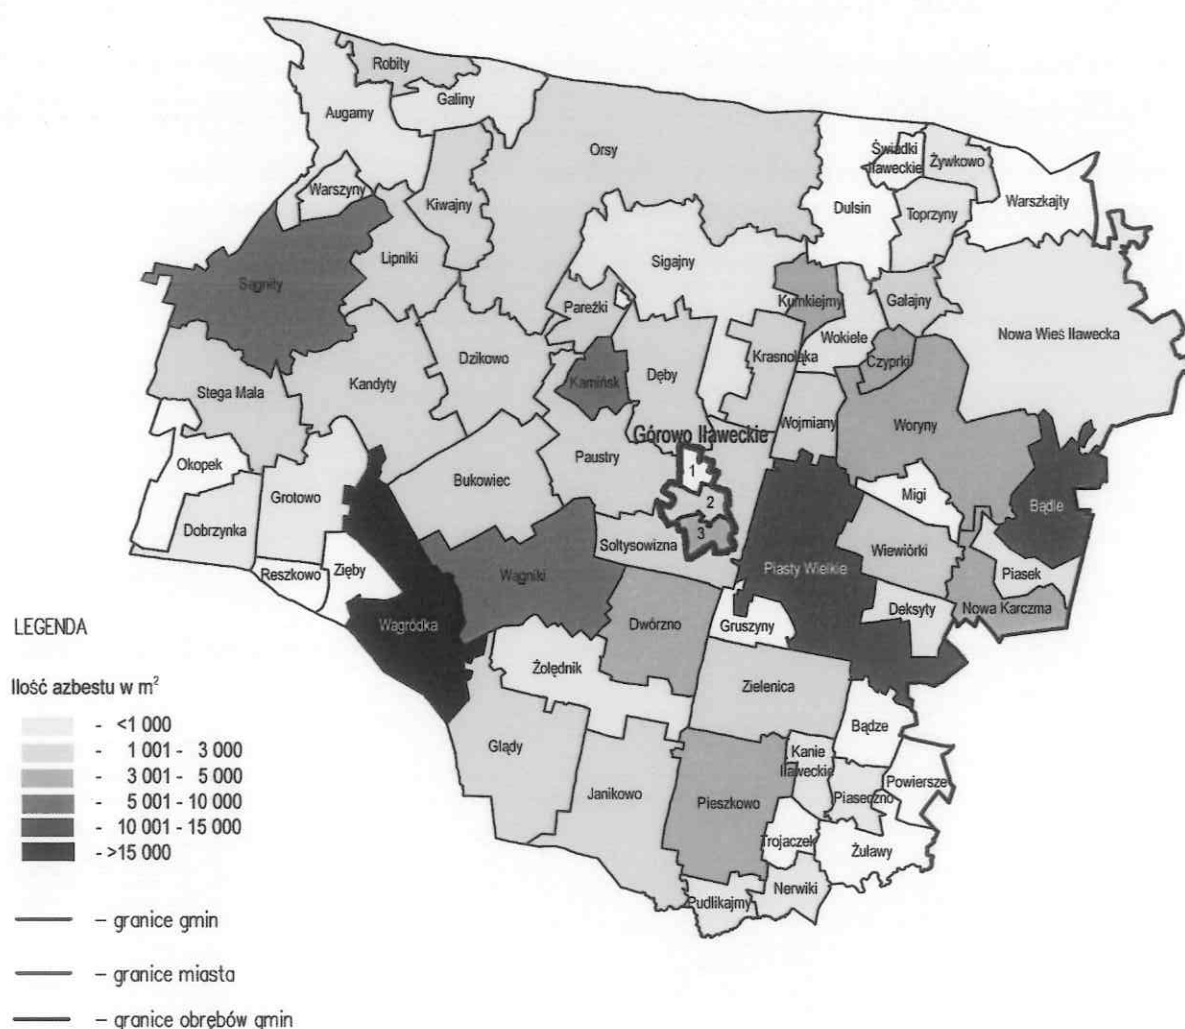 Robity
Galiny
Augamy
Orsy
Świadki
Iławeckie
Żywkowo
Warszyny
Kiwajny
Dulsin
Toprzyny
Warszkajty
Lipniki
Sigajny
Sągnity
Parežki
Kumkiejmy
Gałajny
Wokiele
Nowa Wieś Iławecka
Dzikowo
Krasnołąka
Czyprki
Stega Mała
Kandyty
Kamińsk
Dęby
Wojmiany
Woryny
Górowo Iławeckie
Okopek
Grotowo
Bukowiec
Paustry
1
Migi
2
Bądle
Dobrzynka
3
Sołtysowizna
Wiewiórki
Reszkowo
Zięby
Wągniki
Piasty Wielkie
Piasek
Deksyty
Nowa Karczma
Wągródka
Dwórzno
Gruszyny
LEGENDA
Żołędnik
Zielenica
Ilość azbestu w m²
Bądze
- <1 000
- 1 001 - 3 000
- 3 001 - 5 000
- 5 001 - 10 000
- 10 001 - 15 000
- >15 000
Glądy
Kanie
Iławeckie
Powiersze
Janikowo
Pieszkowo
Piaseczno
Trojaczek
Żuławy
Pudlikajmy
Nerwiki
– granice gmin
– granice miasta
– granice obrębów gmin